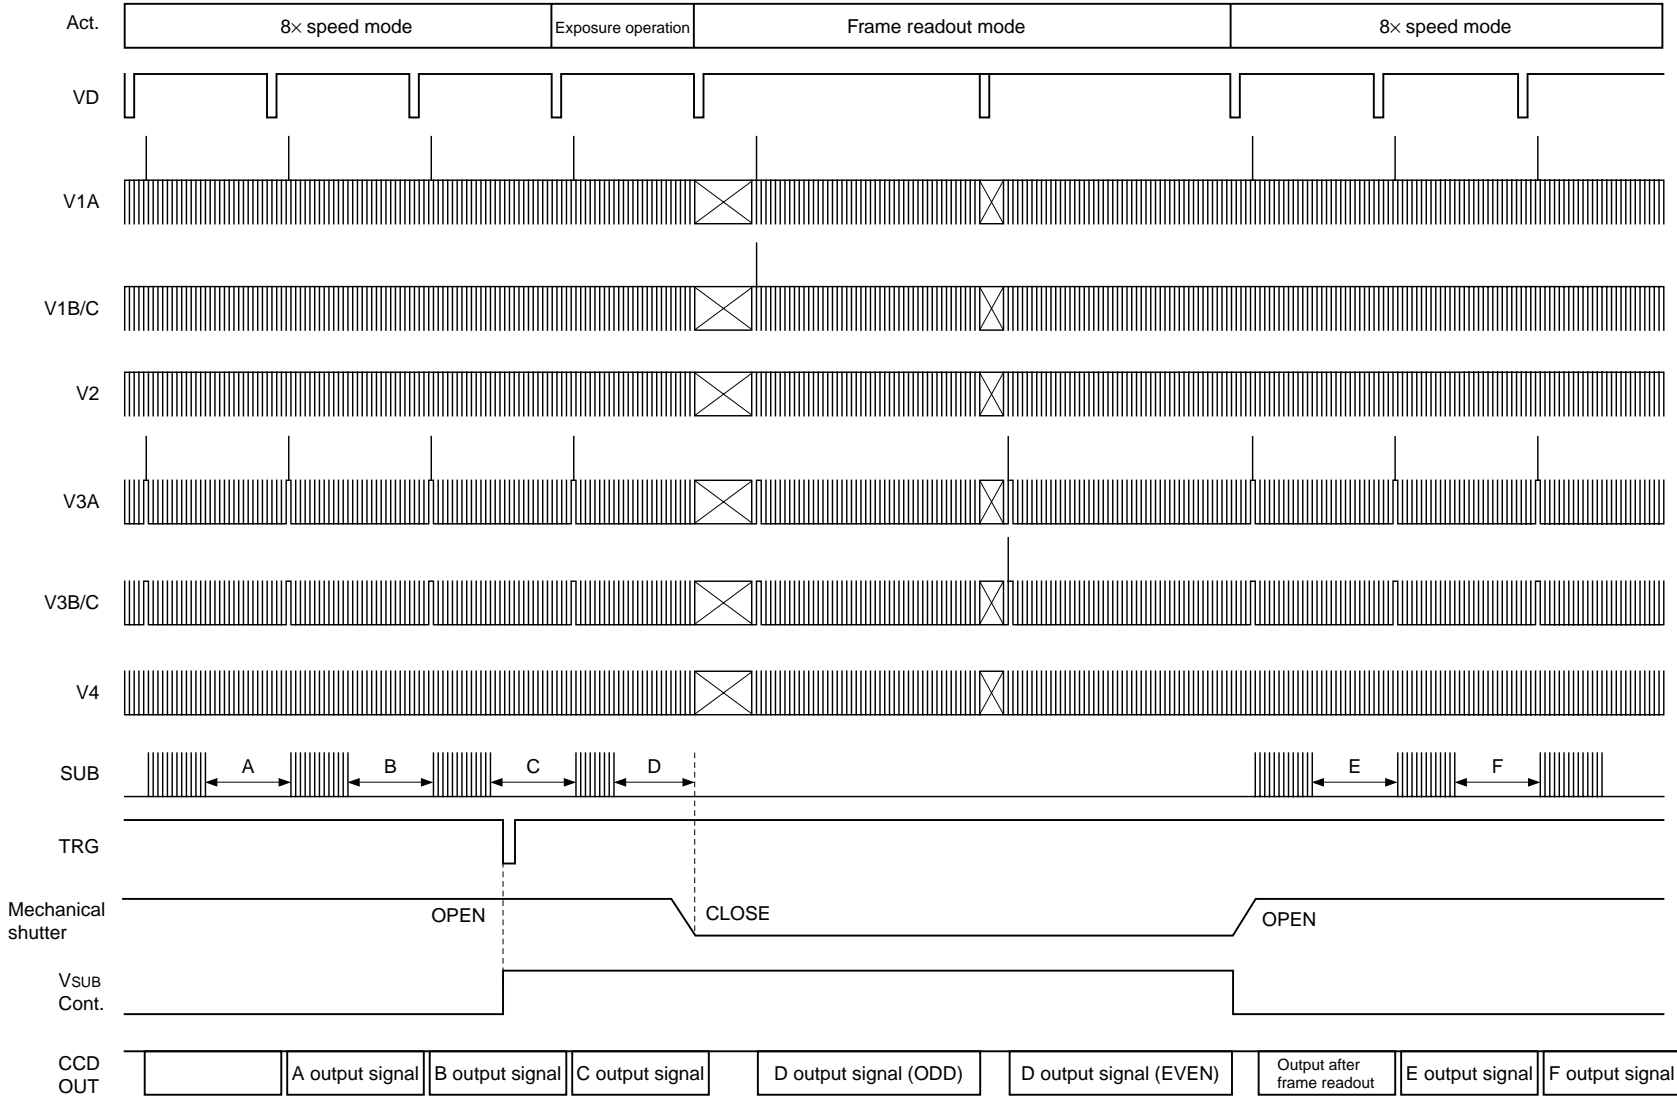 Act.
8× speed mode
Exposure operation
Frame readout mode
8× speed mode
VD
V1A
V1B/C
V2
V3A
V3B/C
V4
SUB
A
B
C
D
E
F
TRG
Mechanical
shutter
OPEN
CLOSE
OPEN
VSUB
Cont.
CCD
OUT
A output signal
B output signal
C output signal
D output signal (ODD)
D output signal (EVEN)
Output after
frame readout
E output signal
F output signal